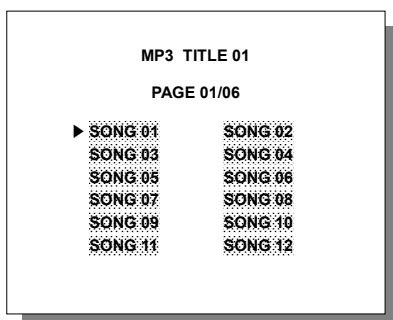 MP3 TITLE 01
PAGE 01/06
SONG 01 SONG 02
SONG 03 SONG 04
SONG 05 SONG 06
SONG 07 SONG 08
SONG 09 SONG 10
SONG 11 SONG 12